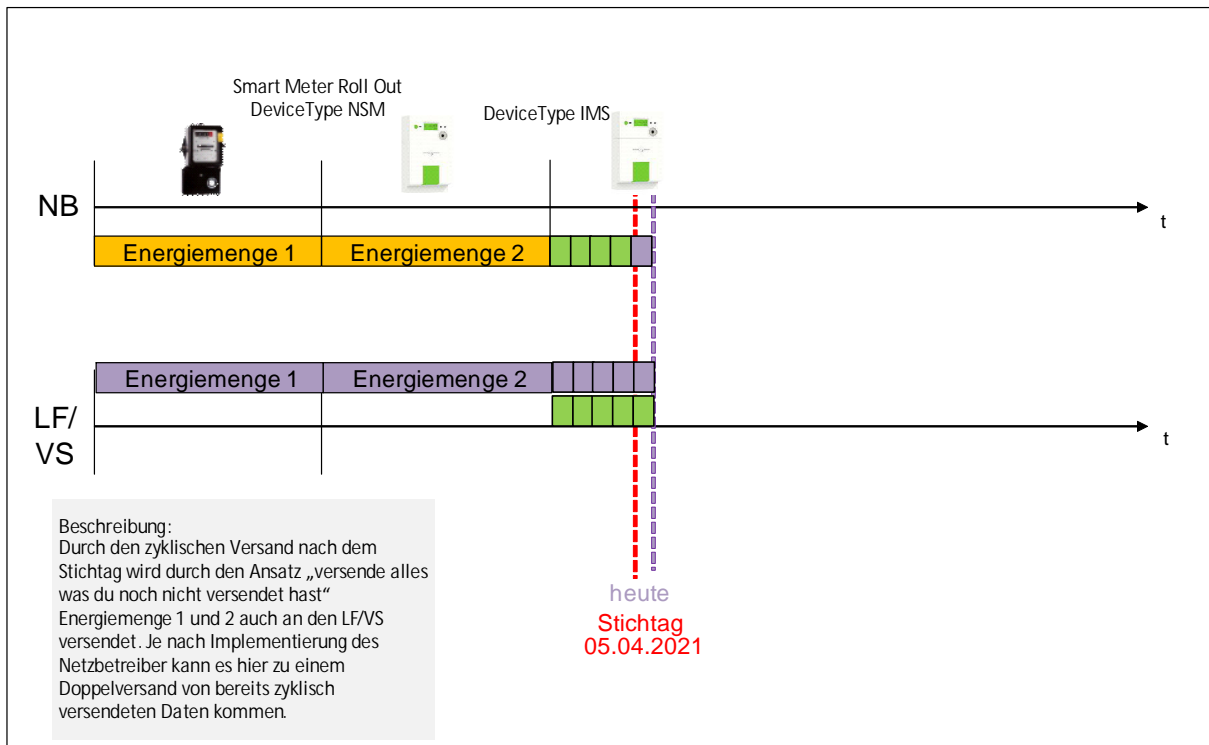 Smart Meter Roll Out
DeviceType NSM
DeviceType IMS
NB
t
Energiemenge 1
Energiemenge 2
Energiemenge 1
Energiemenge 2
LF/
VS
t
heute
Stichtag
05.04.2021
Beschreibung:
Durch den zyklischen Versand nach dem
Stichtag wird durch den Ansatz „versende alles
was du noch nicht versendet hast“
Energiemenge 1 und 2 auch an den LF/VS
versendet. Je nach Implementierung des
Netzbetreiber kann es hier zu einem
Doppelversand von bereits zyklisch
versendeten Daten kommen.